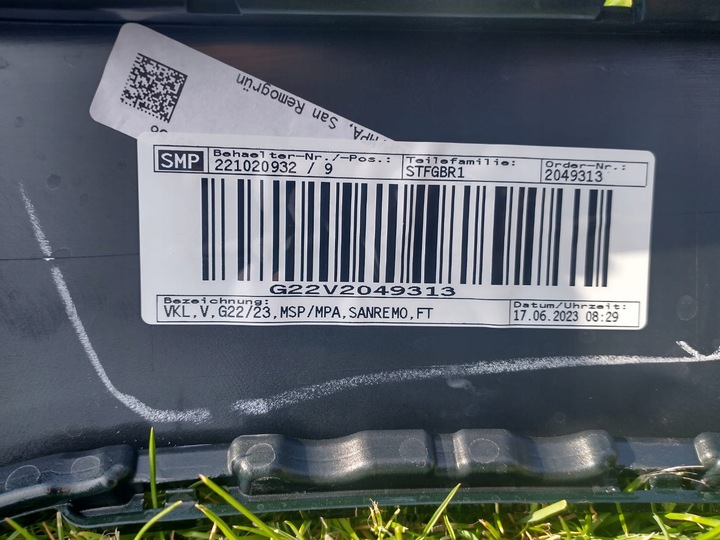 MPA, San Remogrün
SMP
Behaelter-Nr./-Pos.:
221020932 / 9
Teilefamilie:
STFGBR1
Order-Nr.:
2049313
G22V2049313
Bezeichnung:
VKL,V,G22/23,MSP/MPA,SANREMO,FT
Datum/Uhrzeit:
17.06.2023 08:29